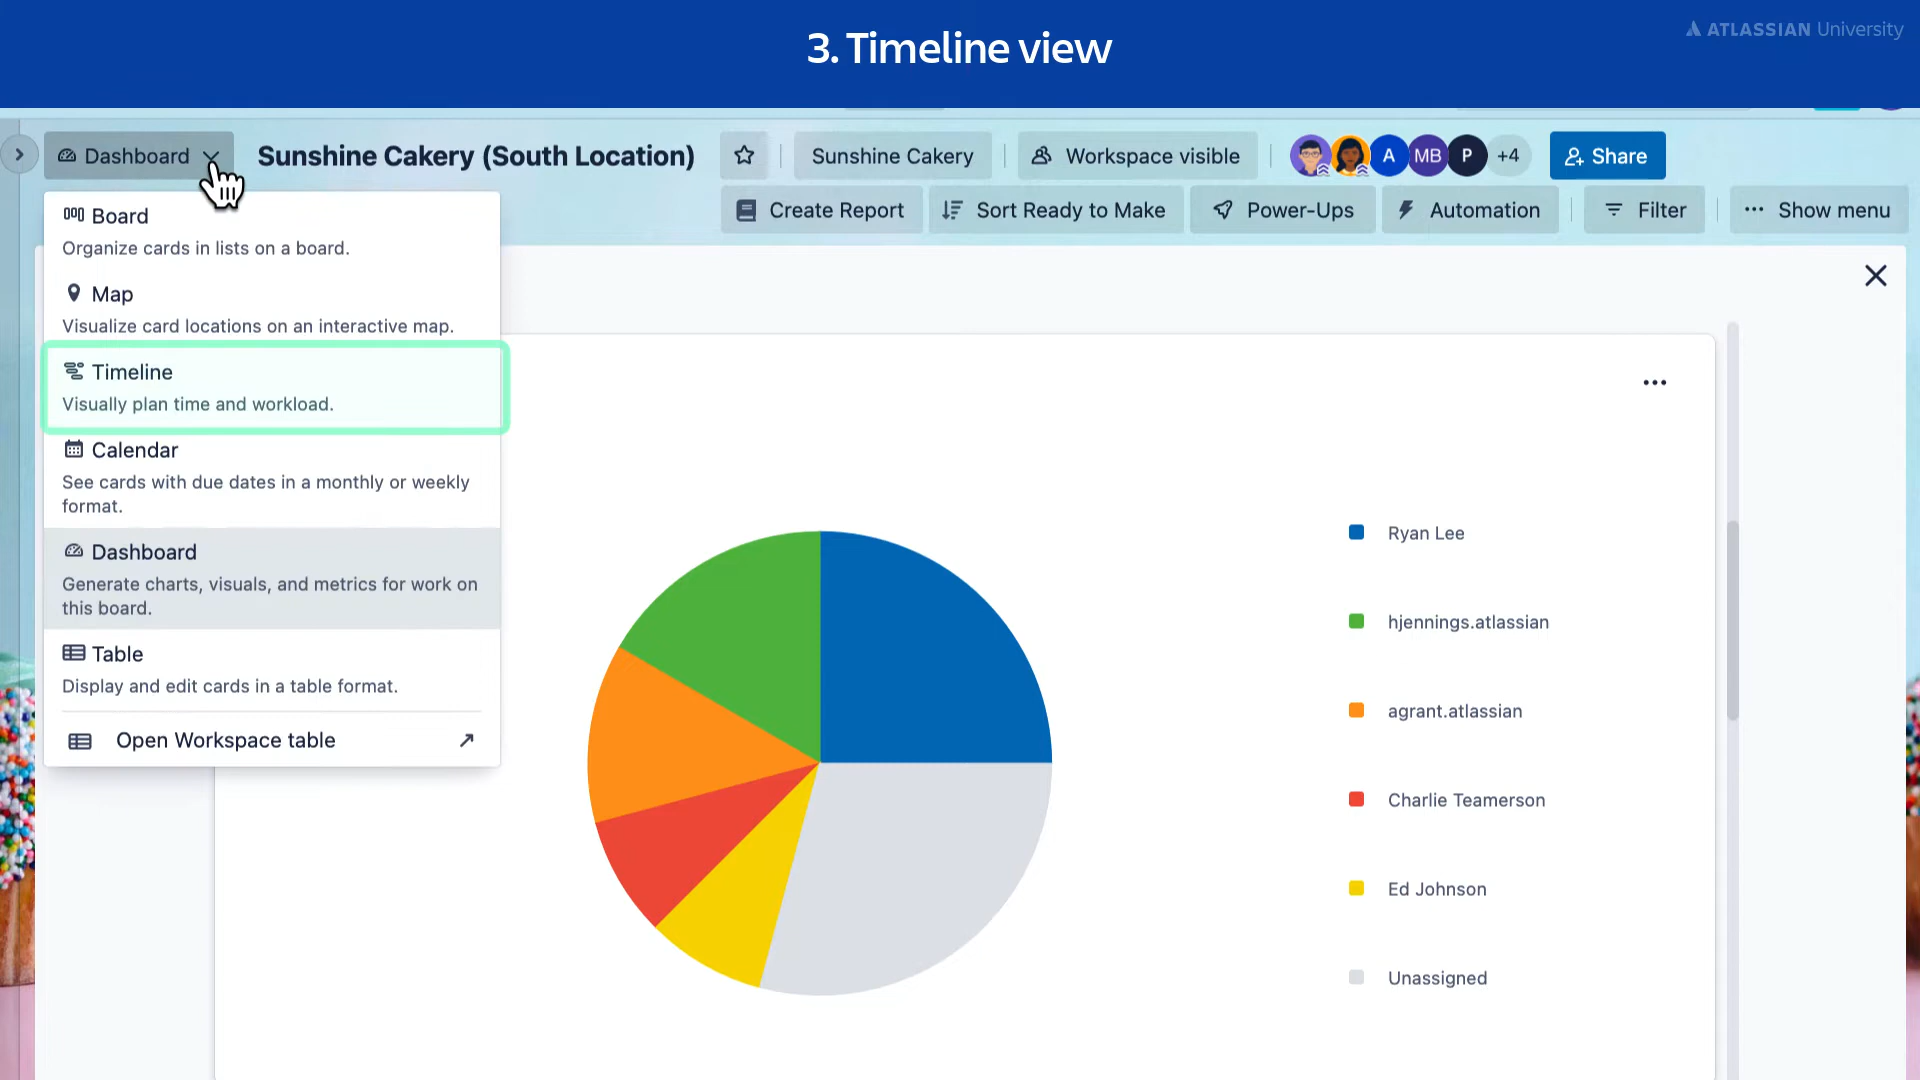 3. Timeline view
ATLASSIAN University
Dashboard
Sunshine Cakery (South Location)
Sunshine Cakery
Workspace visible
A
MB
P
+4
Share
Create Report
Sort Ready to Make
Power-Ups
Automation
Filter
Show menu
Board
Organize cards in lists on a board.
Map
Visualize card locations on an interactive map.
Timeline
Visually plan time and workload.
Calendar
See cards with due dates in a monthly or weekly
format.
Dashboard
Generate charts, visuals, and metrics for work on
this board.
Table
Display and edit cards in a table format.
Open Workspace table
Ryan Lee
hjennings.atlassian
agrant.atlassian
Charlie Teamerson
Ed Johnson
Unassigned